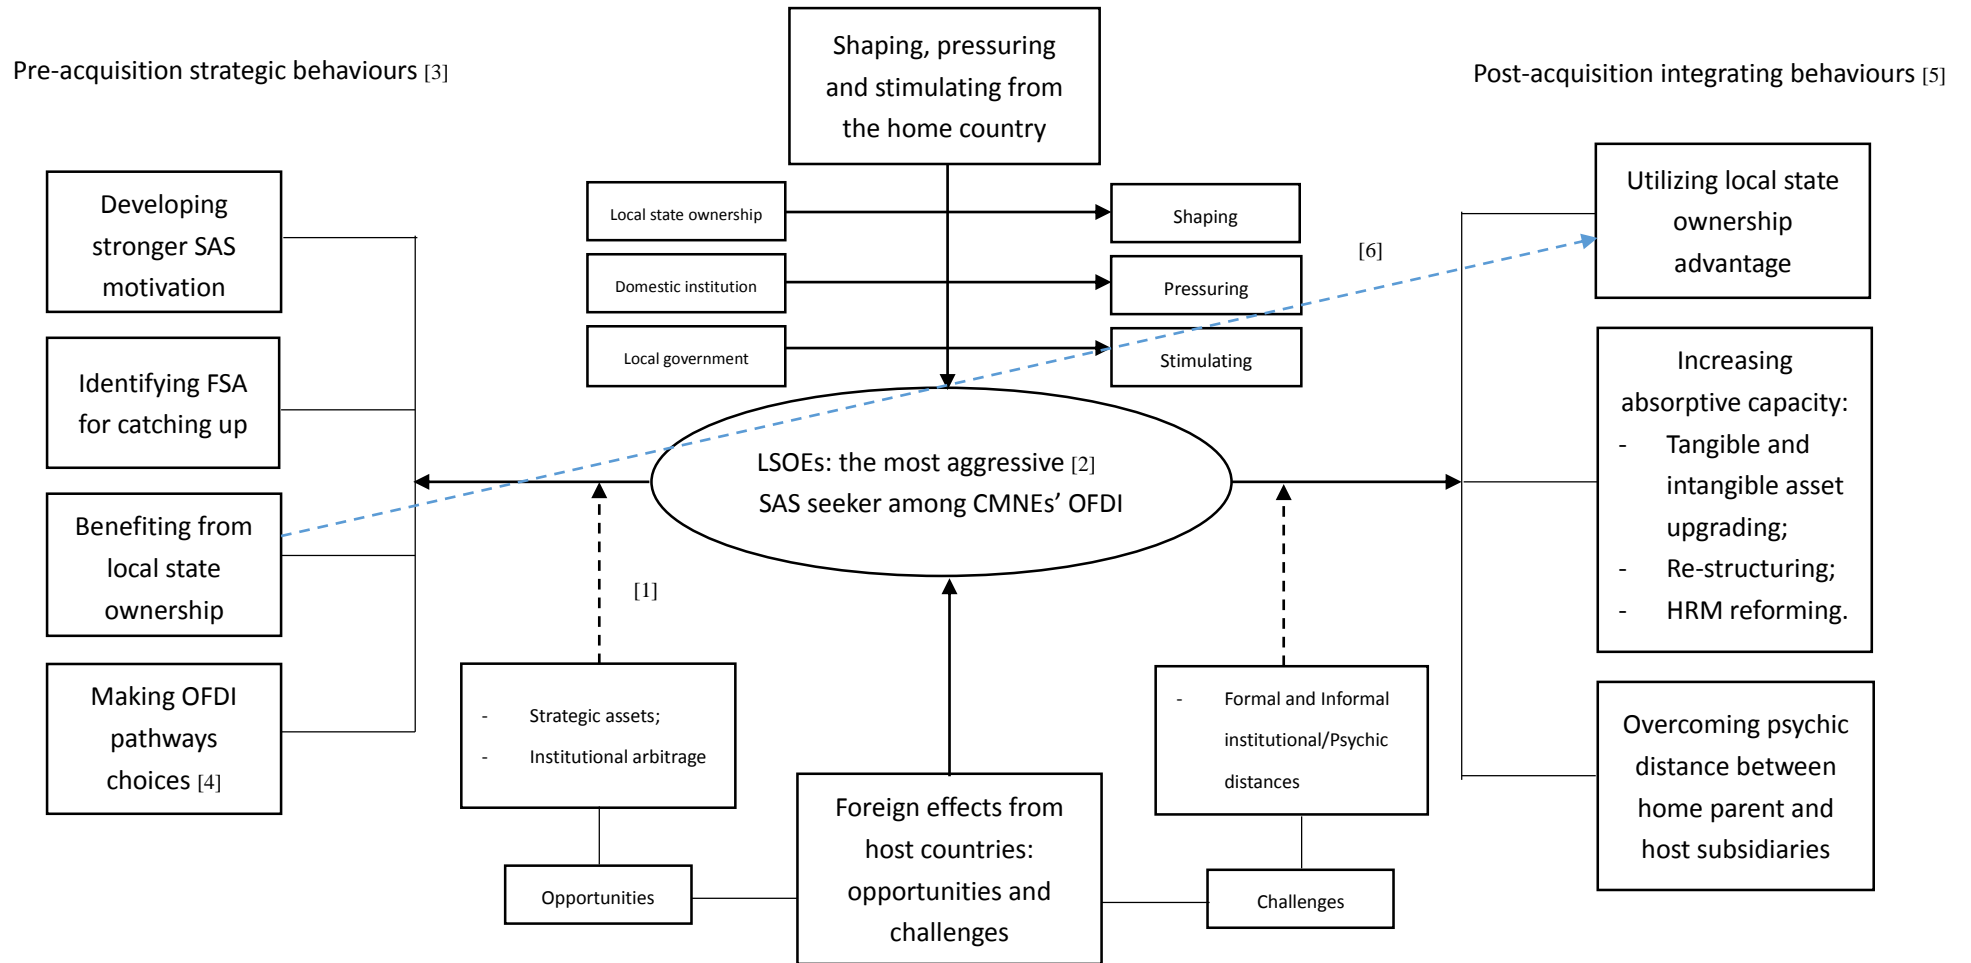 Pre-acquisition strategic behaviours [3]
Shaping, pressuring
and stimulating from
the home country
Post-acquisition integrating behaviours [5]
Developing
stronger SAS
motivation
Identifying FSA
for catching up
Benefiting from
local state
ownership
Making OFDI
pathways
choices [4]
Local state ownership
Shaping
Domestic institution
Pressuring
Local government
Stimulating
[6]
LSOEs: the most aggressive [2]
SAS seeker among CMNEs’ OFDI
[1]
- Strategic assets;
- Institutional arbitrage
Opportunities
Foreign effects from
host countries:
opportunities and
challenges
- Formal and Informal
institutional/Psychic
distances
Challenges
Utilizing local state
ownership
advantage
Increasing
absorptive capacity:
- Tangible and
intangible asset
upgrading;
- Re-structuring;
- HRM reforming.
Overcoming psychic
distance between
home parent and
host subsidiaries